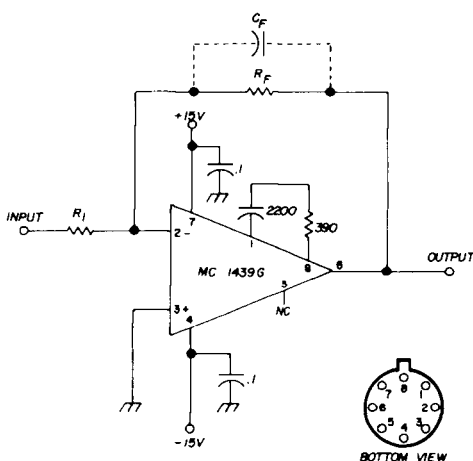 CF
RF
+15V
.1
2200
390
INPUT
R1
7
2 -
1
8
6
MC 1439G
OUTPUT
5
NC
3 +
4
.1
-15V
8
7
1
6
2
5
3
4
BOTTOM VIEW